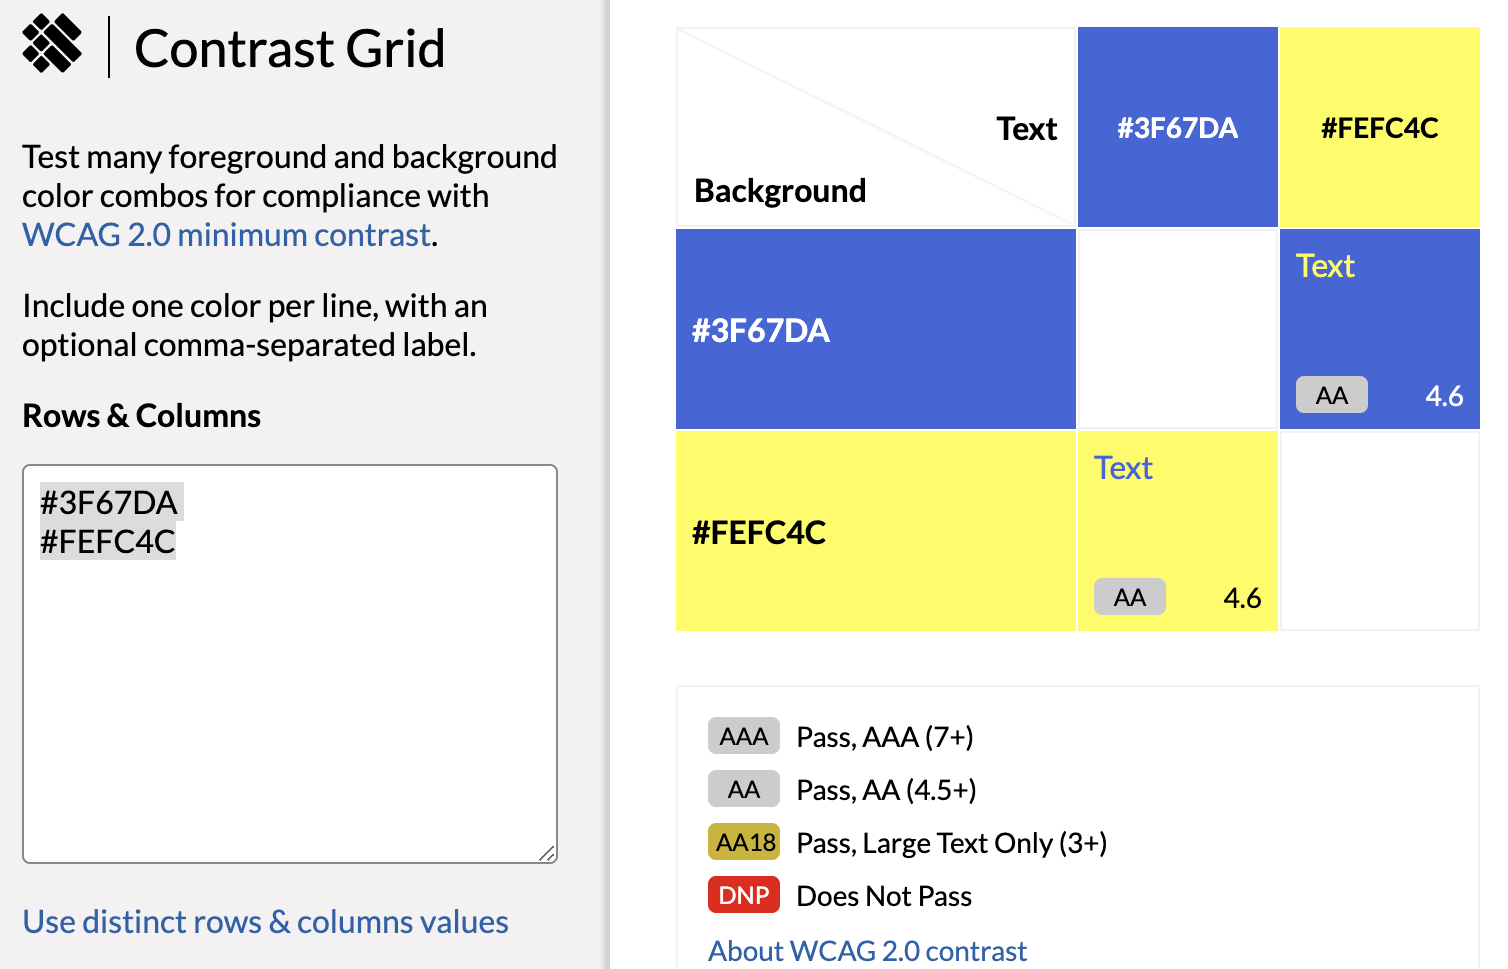 Contrast Grid
Test many foreground and background
color combos for compliance with
WCAG 2.0 minimum contrast.
Include one color per line, with an
optional comma-separated label.
Rows & Columns
#3F67DA
#FEFC4C
Use distinct rows & columns values
Text
Background
#3F67DA
#FEFC4C
#3F67DA
Text
AA 4.6
#FEFC4C
Text
AA 4.6
AAA Pass, AAA (7+)
AA Pass, AA (4.5+)
AA18 Pass, Large Text Only (3+)
DNP Does Not Pass
About WCAG 2.0 contrast